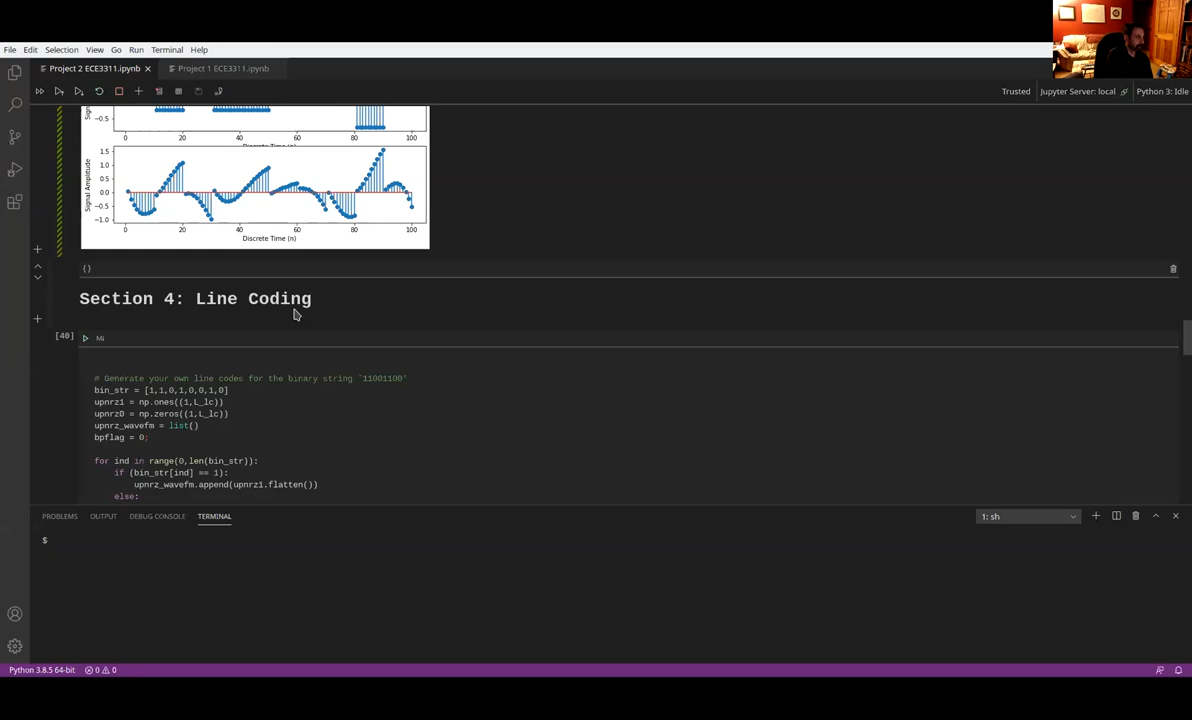 File Edit Selection View Go Run Terminal Help
Project 2 ECE3311.ipynb × Project 1 ECE3311.ipynb
Trusted Jupyter Server: local Python 3: Idle
-0.5
0 20 40 60 80 100
Signal Amplitude
1.5
1.0
0.5
0.0
-0.5
-1.0
0 20 40 60 80 100
Discrete Time (n)
{}
Section 4: Line Coding
[40]
M↓
# Generate your own line codes for the binary string `11001100'
bin_str = [1,1,0,1,0,0,1,0]
upnrz1 = np.ones((1,L_lc))
upnrz0 = np.zeros((1,L_lc))
upnrz_wavefm = list()
bpflag = 0;
for ind in range(0,len(bin_str)):
if (bin_str[ind] == 1):
upnrz_wavefm.append(upnrz1.flatten())
else:
PROBLEMS OUTPUT DEBUG CONSOLE TERMINAL 1: sh
$
Python 3.8.5 64-bit 0 0